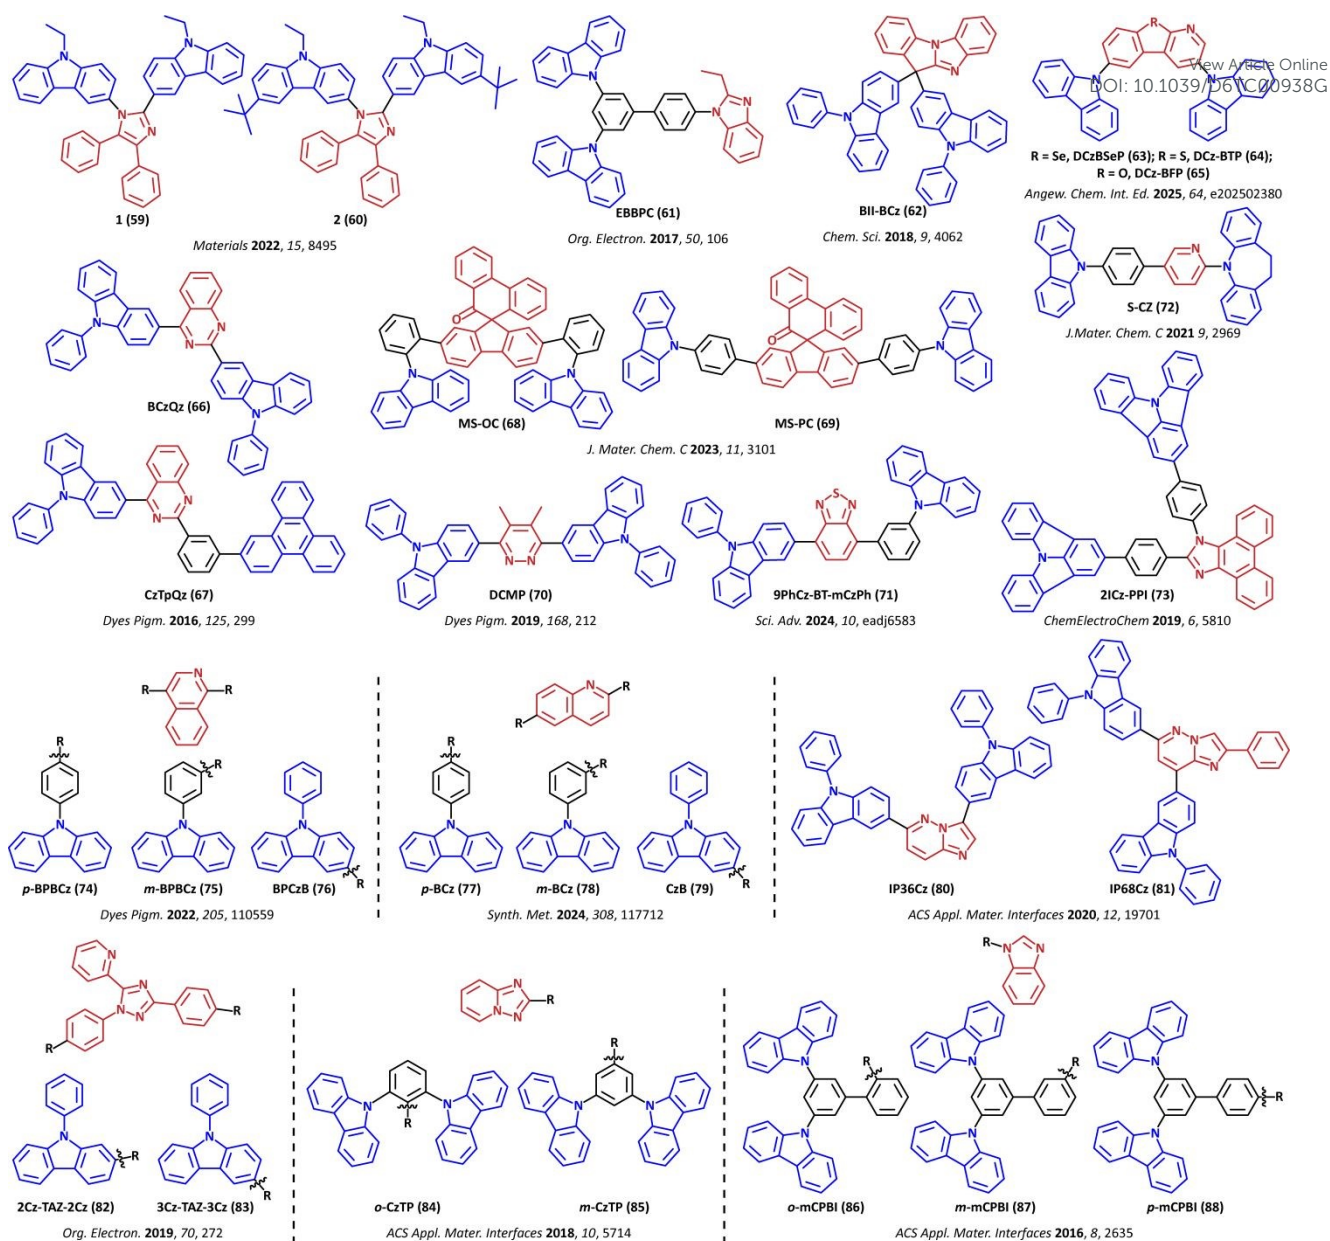 1 (59)
2 (60)
Materials 2022, 15, 8495
EBBPC (61)
Org. Electron. 2017, 50, 106
BII-BCz (62)
Chem. Sci. 2018, 9, 4062
View Article Online
DOI: 10.1039/D6TC00938G
R = Se, DCzBSeP (63); R = S, DCz-BTP (64);
R = O, DCz-BFP (65)
Angew. Chem. Int. Ed. 2025, 64, e202502380
S-CZ (72)
J.Mater. Chem. C 2021 9, 2969
BCzQz (66)
MS-OC (68)
MS-PC (69)
J. Mater. Chem. C 2023, 11, 3101
CzTpQz (67)
Dyes Pigm. 2016, 125, 299
DCMP (70)
Dyes Pigm. 2019, 168, 212
9PhCz-BT-mCzPh (71)
Sci. Adv. 2024, 10, eadj6583
2ICz-PPI (73)
ChemElectroChem 2019, 6, 5810
p-BPBCz (74)
m-BPBCz (75)
BPCzB (76)
Dyes Pigm. 2022, 205, 110559
p-BCz (77)
m-BCz (78)
CzB (79)
Synth. Met. 2024, 308, 117712
IP36Cz (80)
IP68Cz (81)
ACS Appl. Mater. Interfaces 2020, 12, 19701
2Cz-TAZ-2Cz (82)
3Cz-TAZ-3Cz (83)
Org. Electron. 2019, 70, 272
o-CzTP (84)
m-CzTP (85)
ACS Appl. Mater. Interfaces 2018, 10, 5714
o-mCPBI (86)
m-mCPBI (87)
p-mCPBI (88)
ACS Appl. Mater. Interfaces 2016, 8, 2635